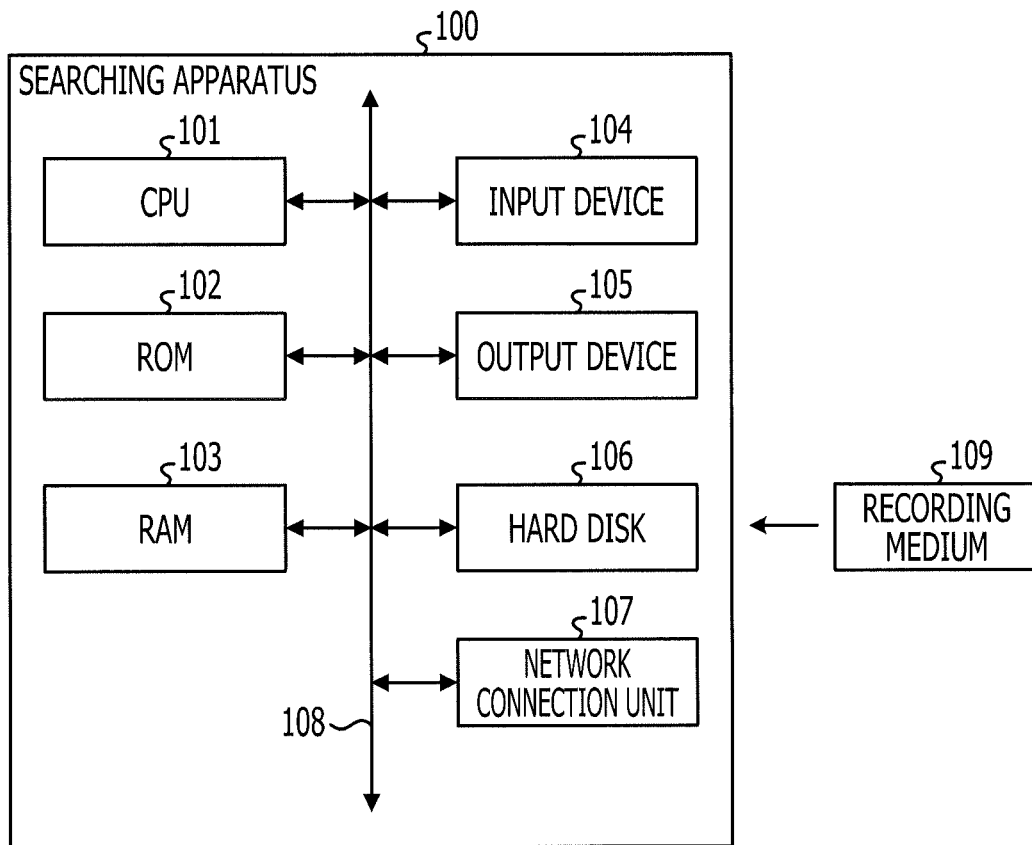 100
SEARCHING APPARATUS
101
CPU
104
INPUT DEVICE
102
ROM
105
OUTPUT DEVICE
103
RAM
106
HARD DISK
109
RECORDING
MEDIUM
107
NETWORK
CONNECTION UNIT
108